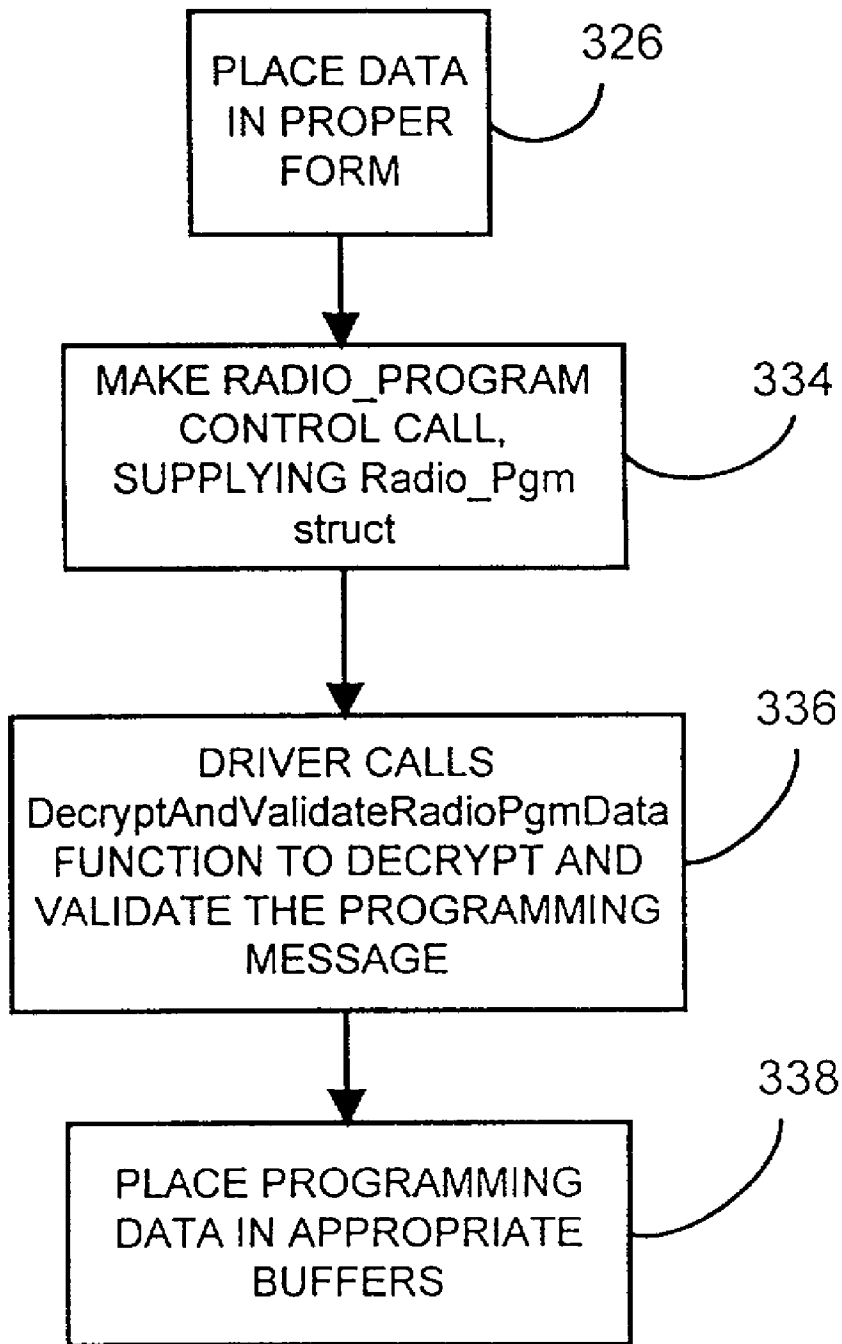 PLACE DATA
IN PROPER
FORM
326
MAKE RADIO_PROGRAM
CONTROL CALL,
SUPPLYING Radio_Pgm
struct
334
DRIVER CALLS
DecryptAndValidateRadioPgmData
FUNCTION TO DECRYPT AND
VALIDATE THE PROGRAMMING
MESSAGE
336
PLACE PROGRAMMING
DATA IN APPROPRIATE
BUFFERS
338